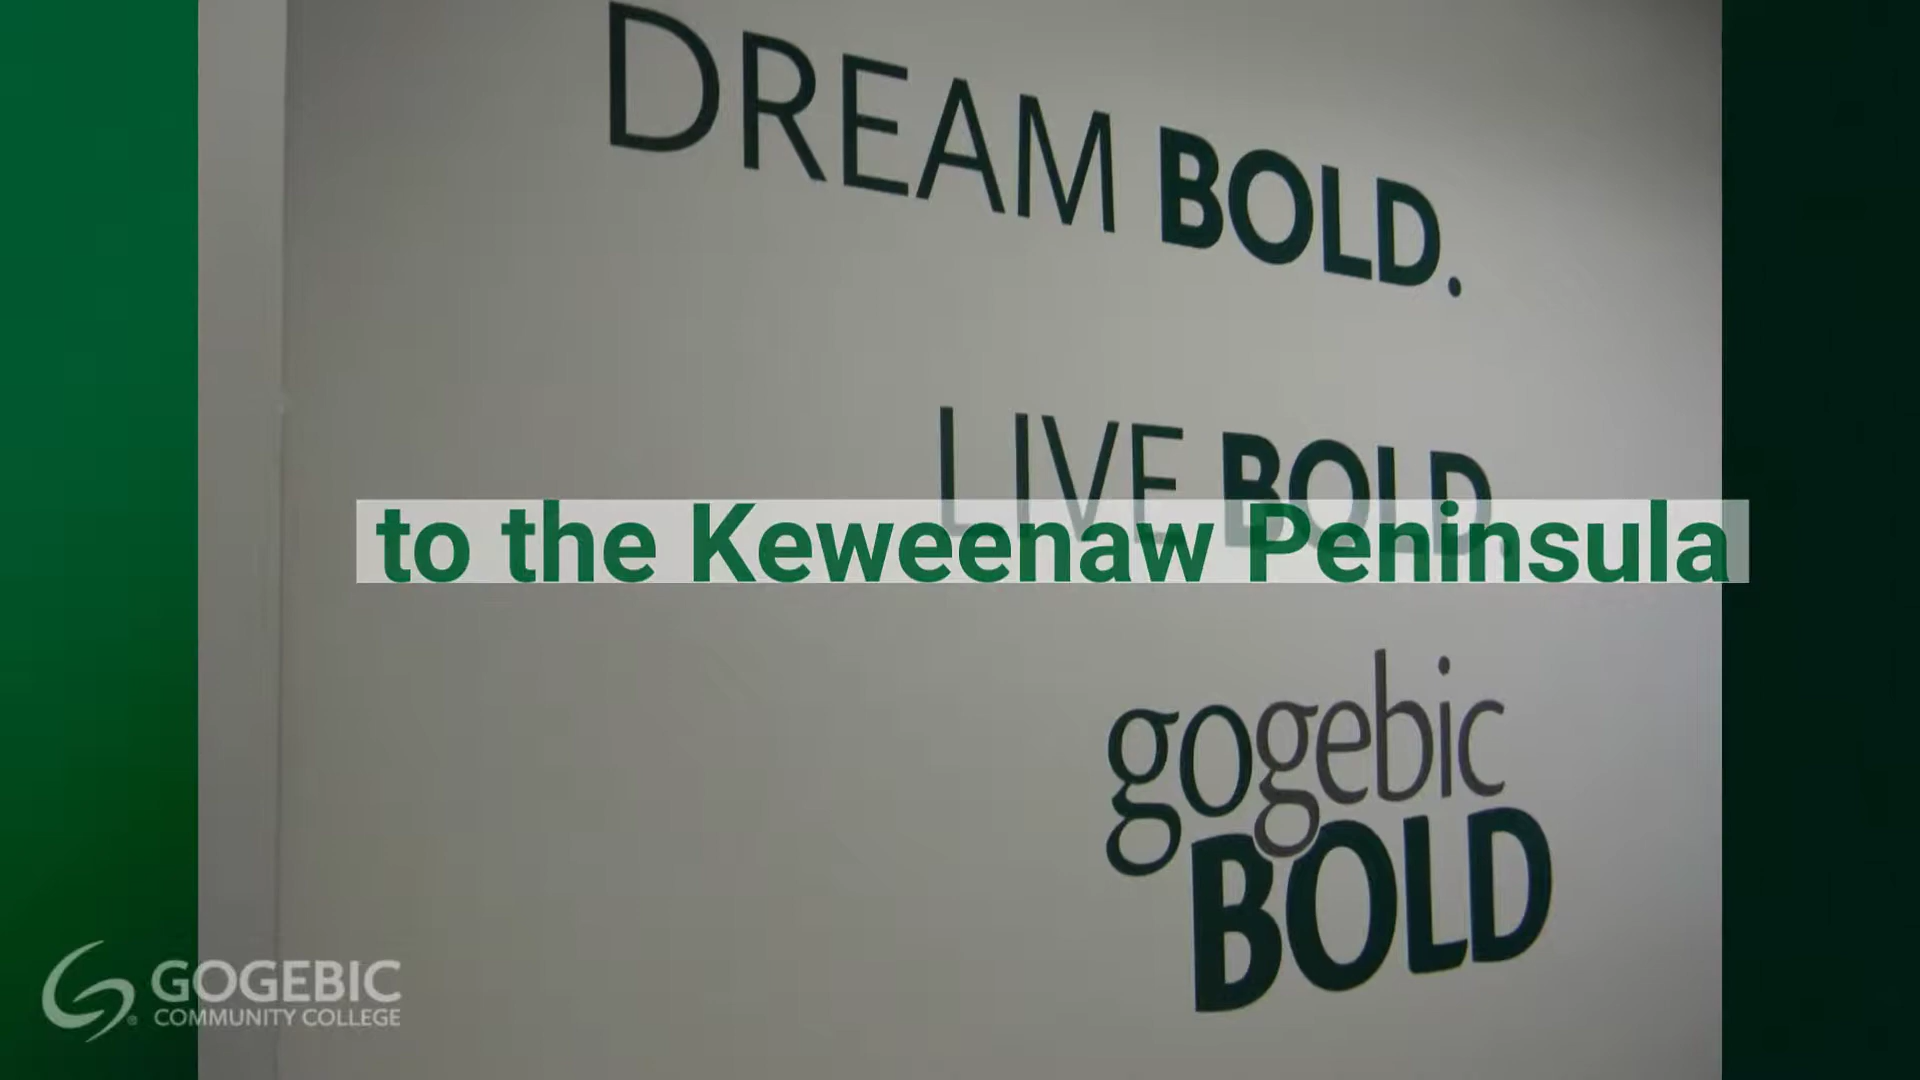 DREAM BOLD.
LIVE BOLD.
to the Keweenaw Peninsula
gogebic
BOLD
GOGEBIC
COMMUNITY COLLEGE